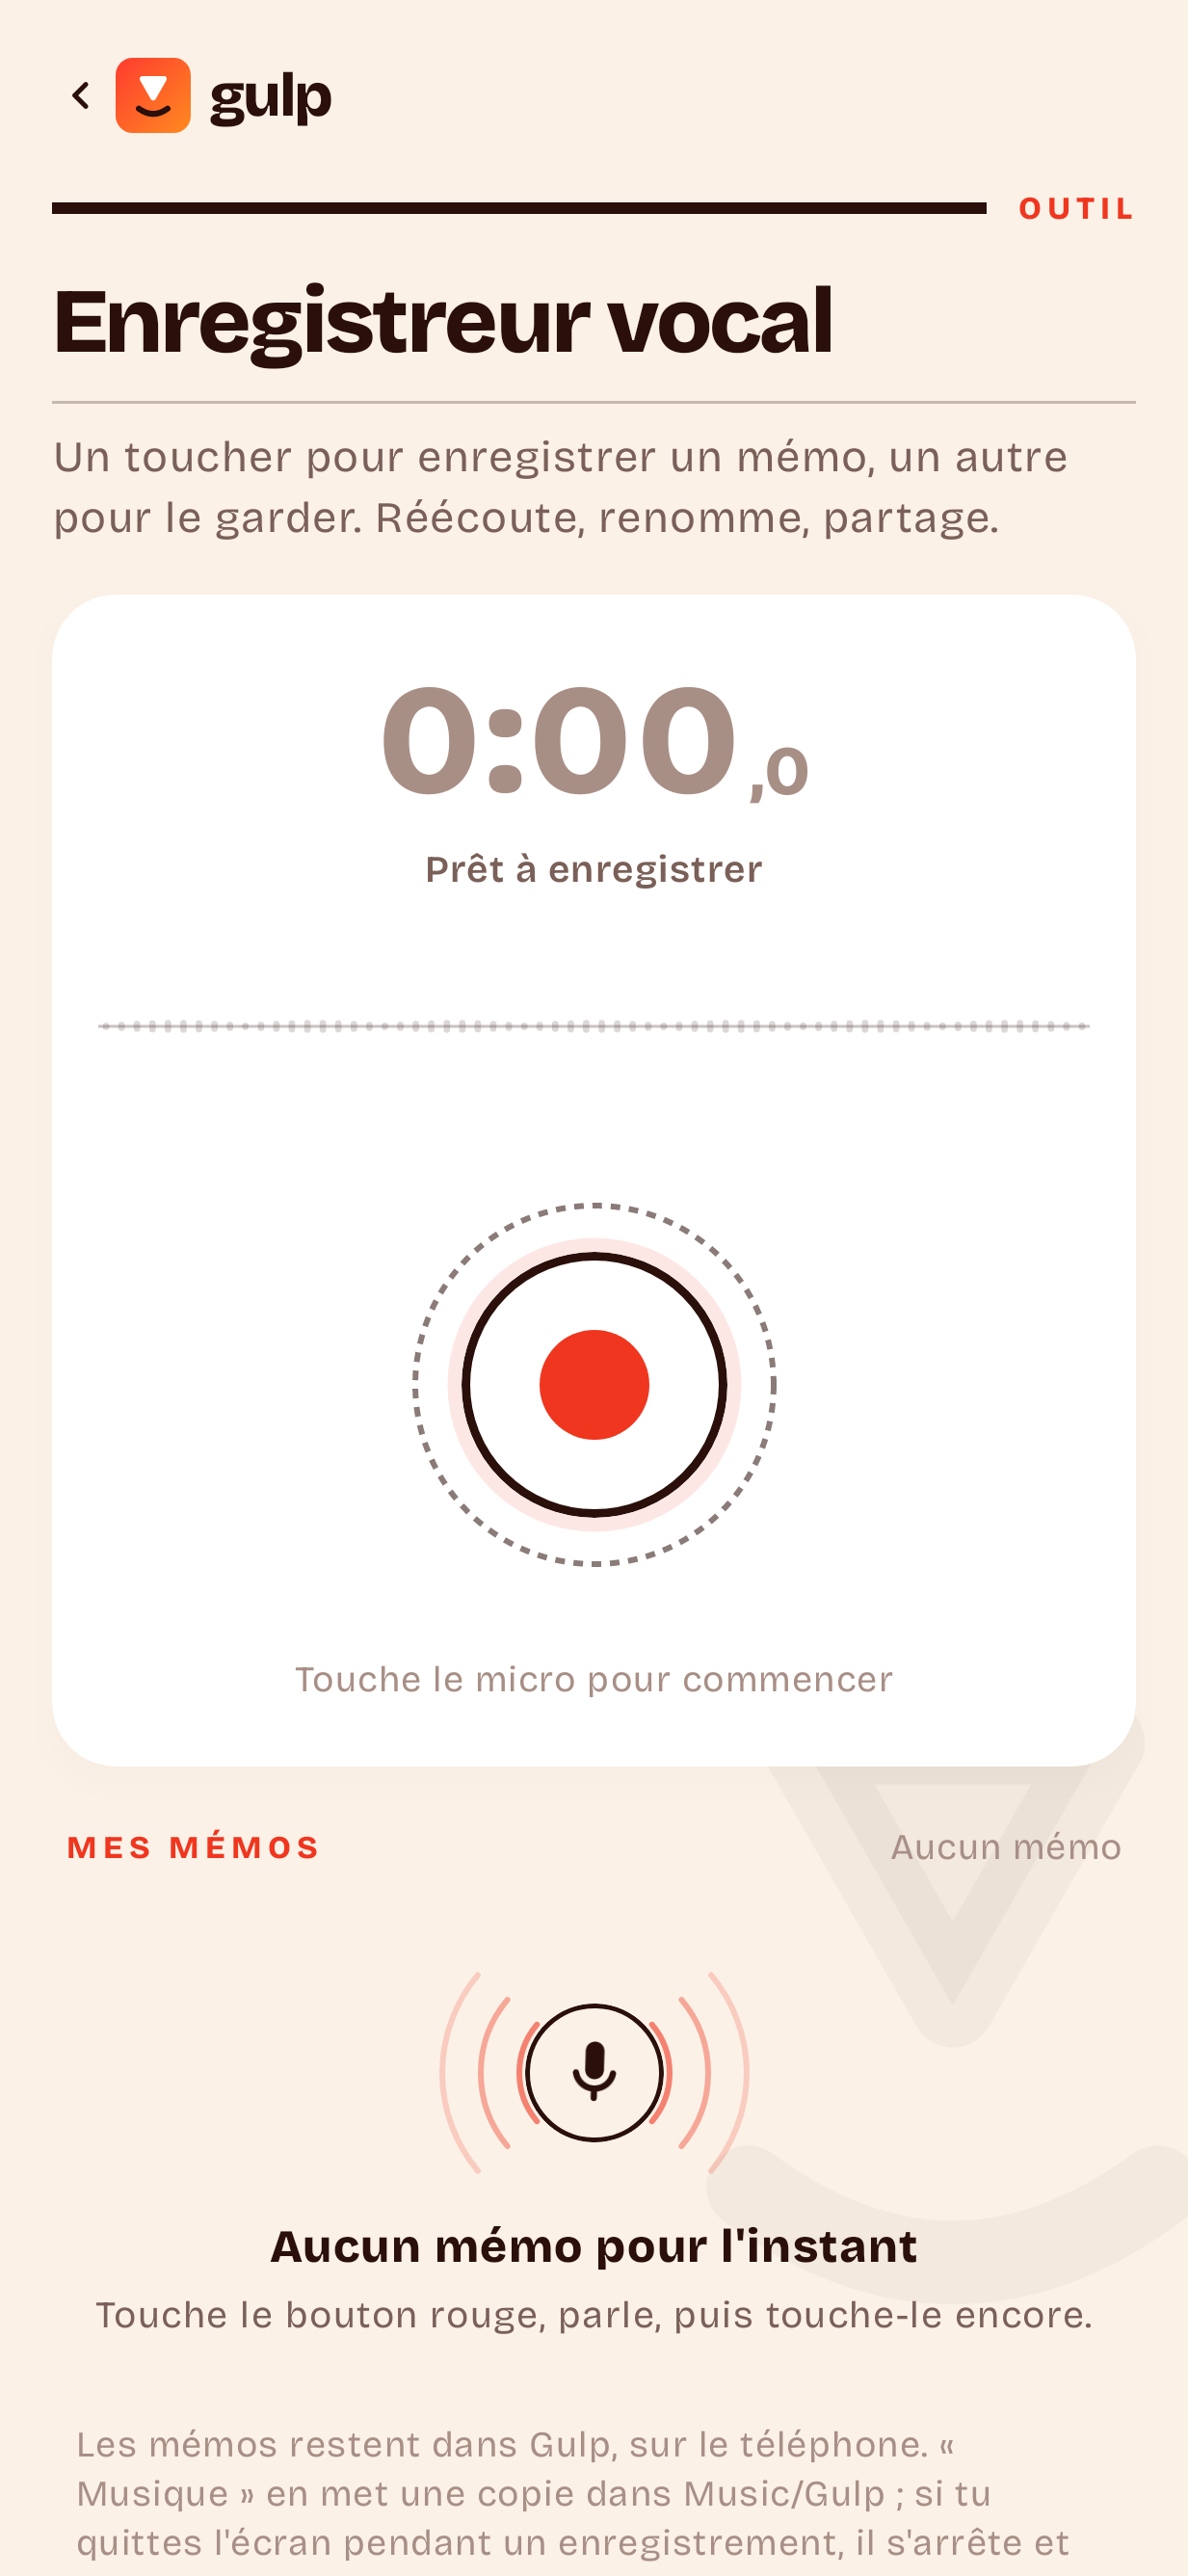 gulp
OUTIL
Enregistreur vocal
Un toucher pour enregistrer un mémo, un autre
pour le garder. Réécoute, renomme, partage.
0:00,0
Prêt à enregistrer
Touche le micro pour commencer
MES MÉMOS
Aucun mémo
Aucun mémo pour l'instant
Touche le bouton rouge, parle, puis touche-le encore.
Les mémos restent dans Gulp, sur le téléphone. «
Musique » en met une copie dans Music/Gulp ; si tu
quittes l'écran pendant un enregistrement, il s'arrête et